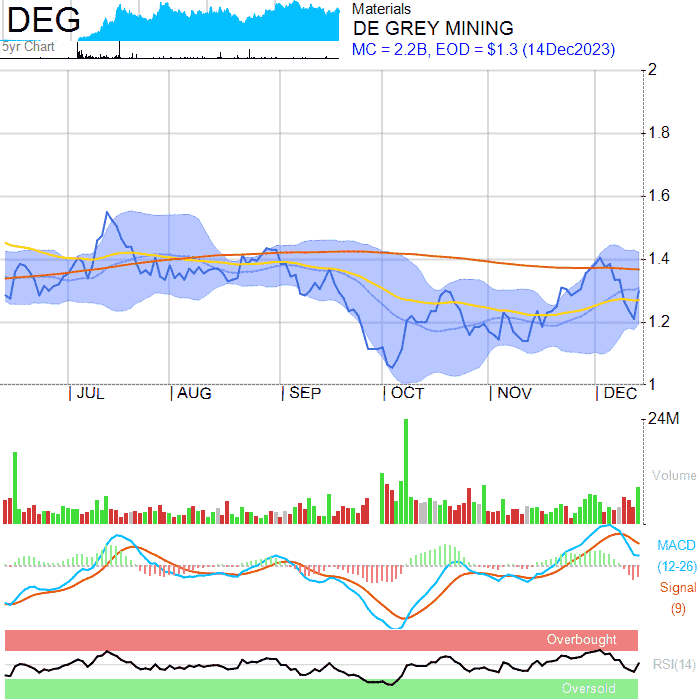 DEG
5yr Chart
Materials
DE GREY MINING
MC = 2.2B, EOD = $1.3 (14Dec2023)
2
1.8
1.6
1.4
1.2
1
JUL AUG SEP OCT NOV DEC
24M
Volume
MACD
(12-26)
Signal
(9)
Overbought
RSI(14)
Oversold